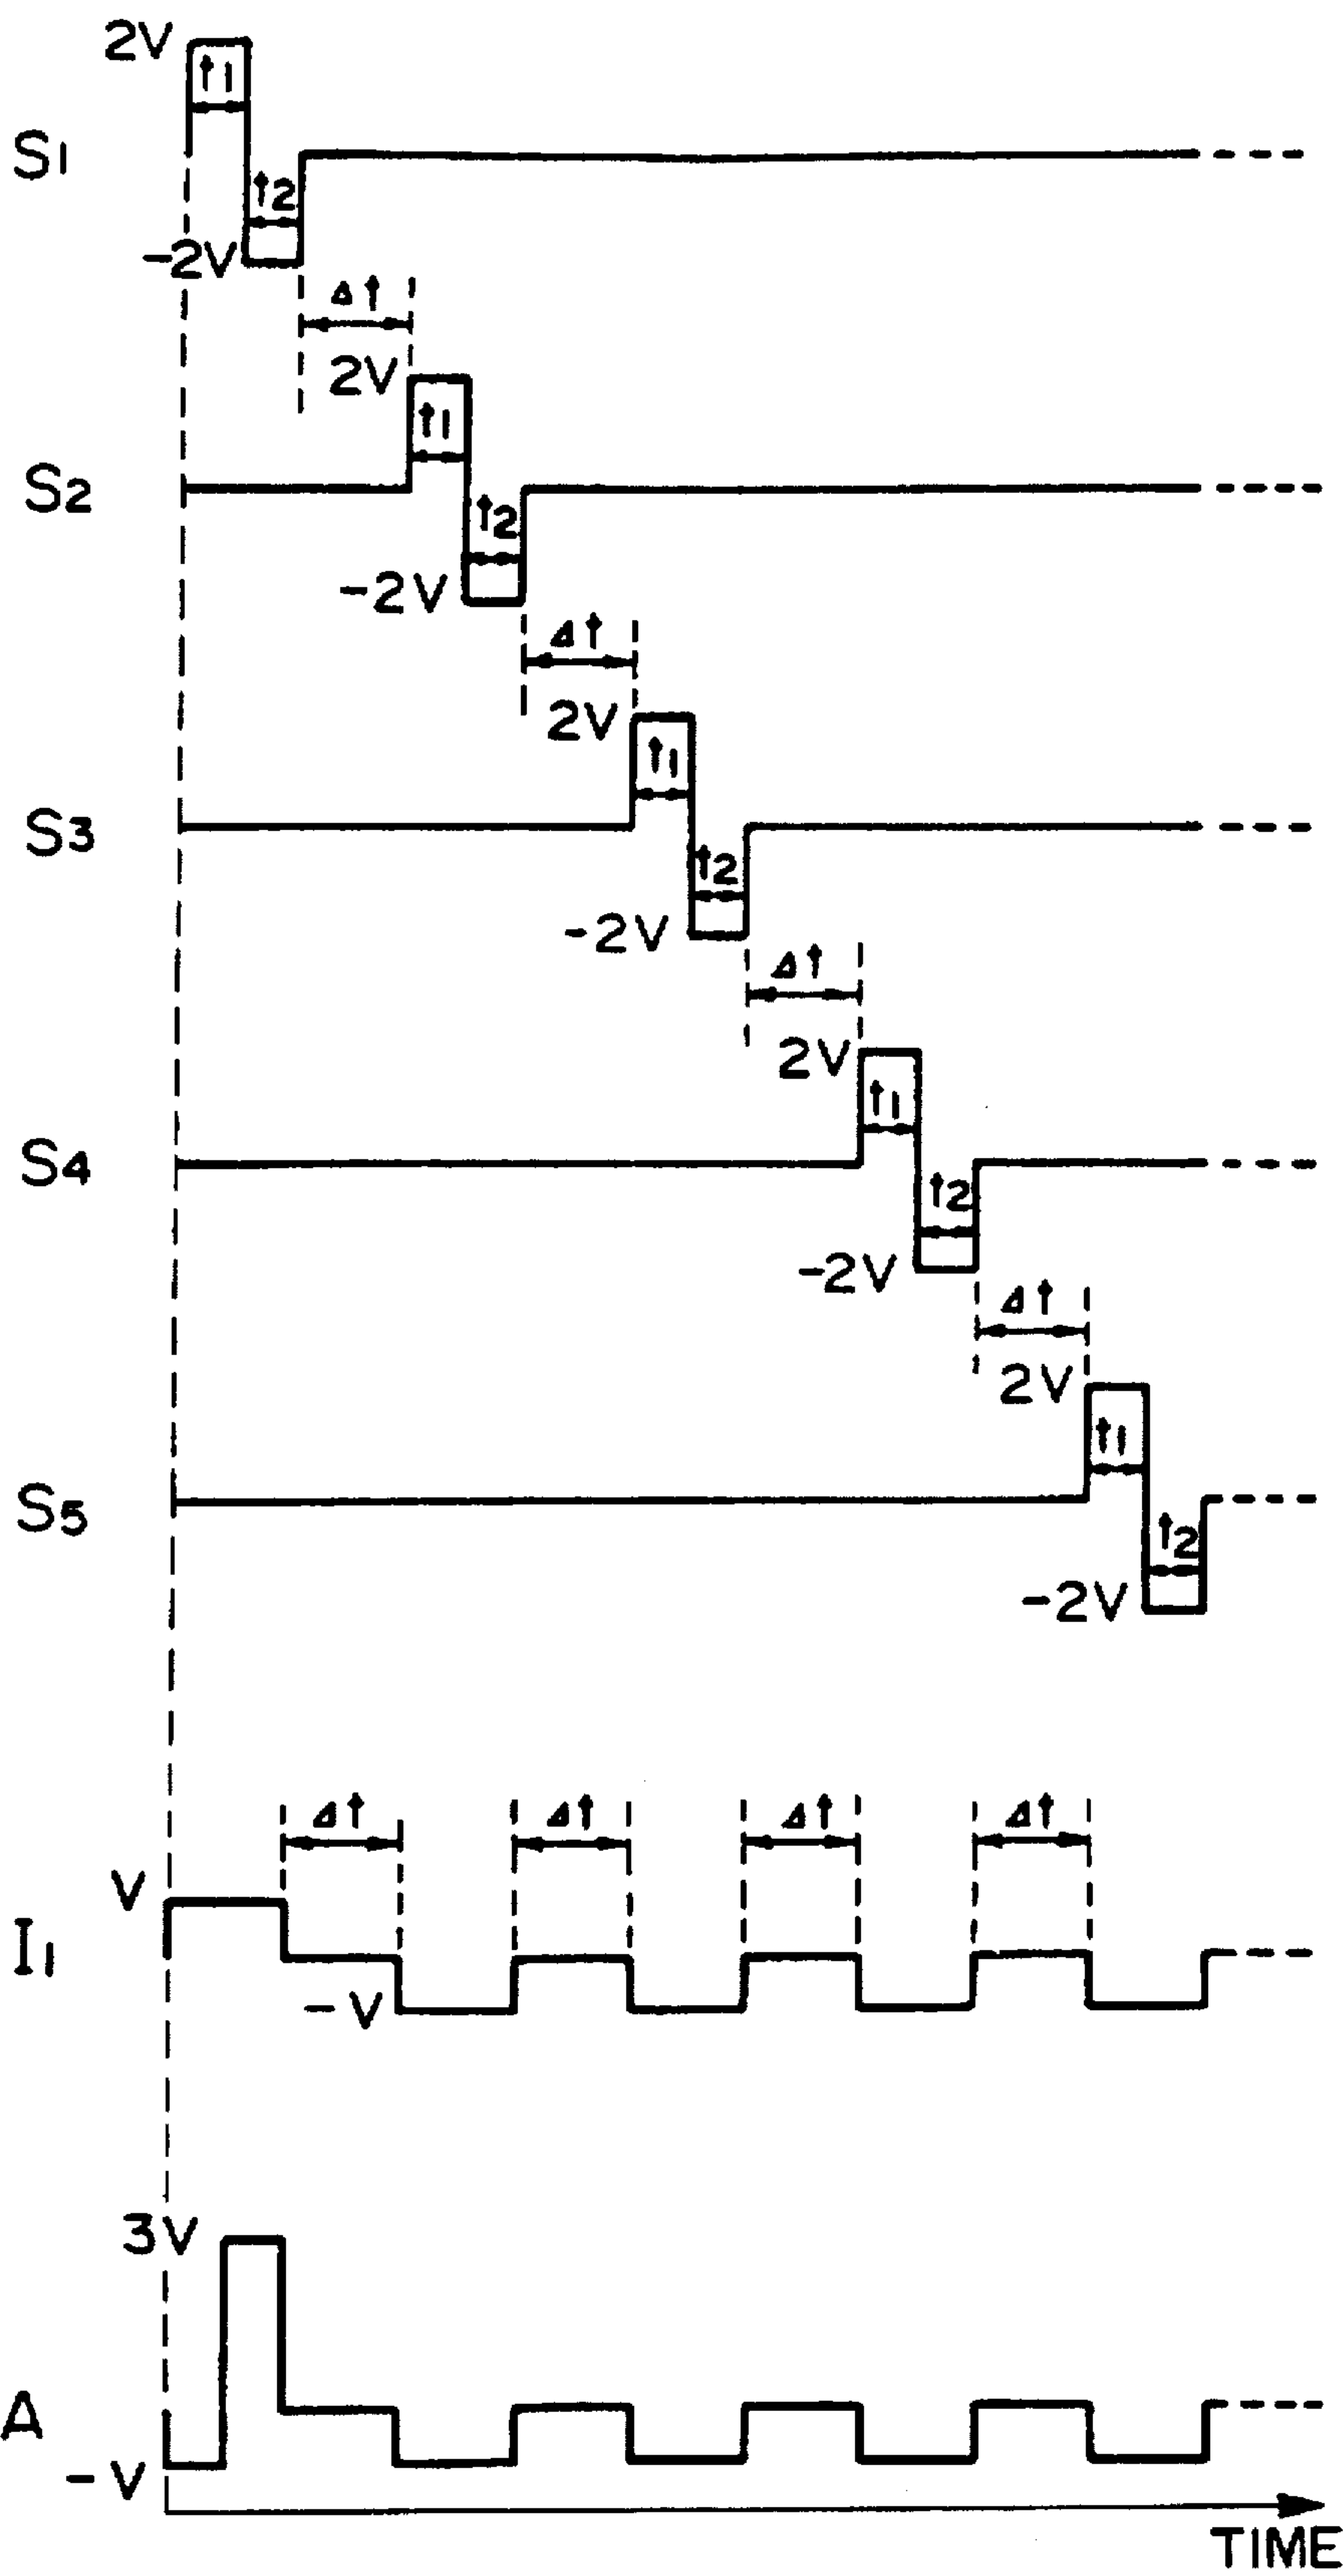 2V
t1
S1
t2
-2V
Δt
2V
t1
S2
t2
-2V
Δt
2V
t1
S3
t2
-2V
Δt
2V
t1
S4
t2
-2V
Δt
2V
t1
S5
t2
-2V
Δt Δt Δt Δt
V
I1
-V
3V
A
-V
TIME